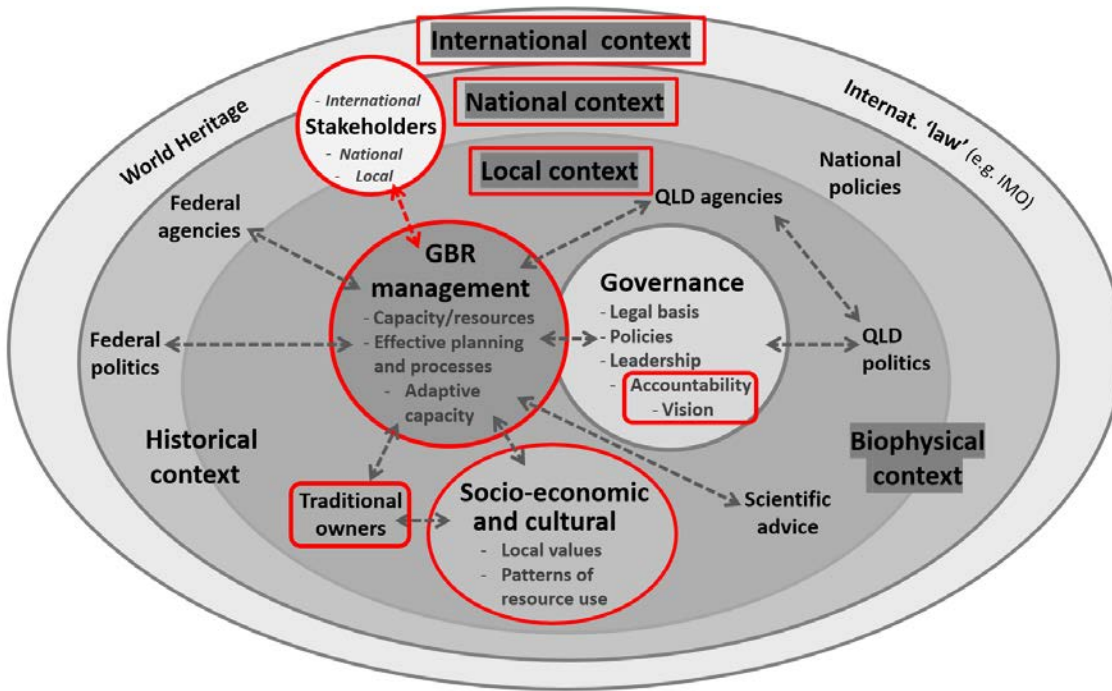 International context
National context
Local context
World Heritage
Internat. ‘law’ (e.g. IMO)
- International
Stakeholders
- National
- Local
National
policies
Federal
agencies
QLD agencies
GBR
management
- Capacity/resources
- Effective planning
and processes
- Adaptive
capacity
Governance
- Legal basis
- Policies
- Leadership
- Accountability
- Vision
Federal
politics
QLD
politics
Historical
context
Biophysical
context
Traditional
owners
Socio-economic
and cultural
- Local values
- Patterns of
resource use
Scientific
advice